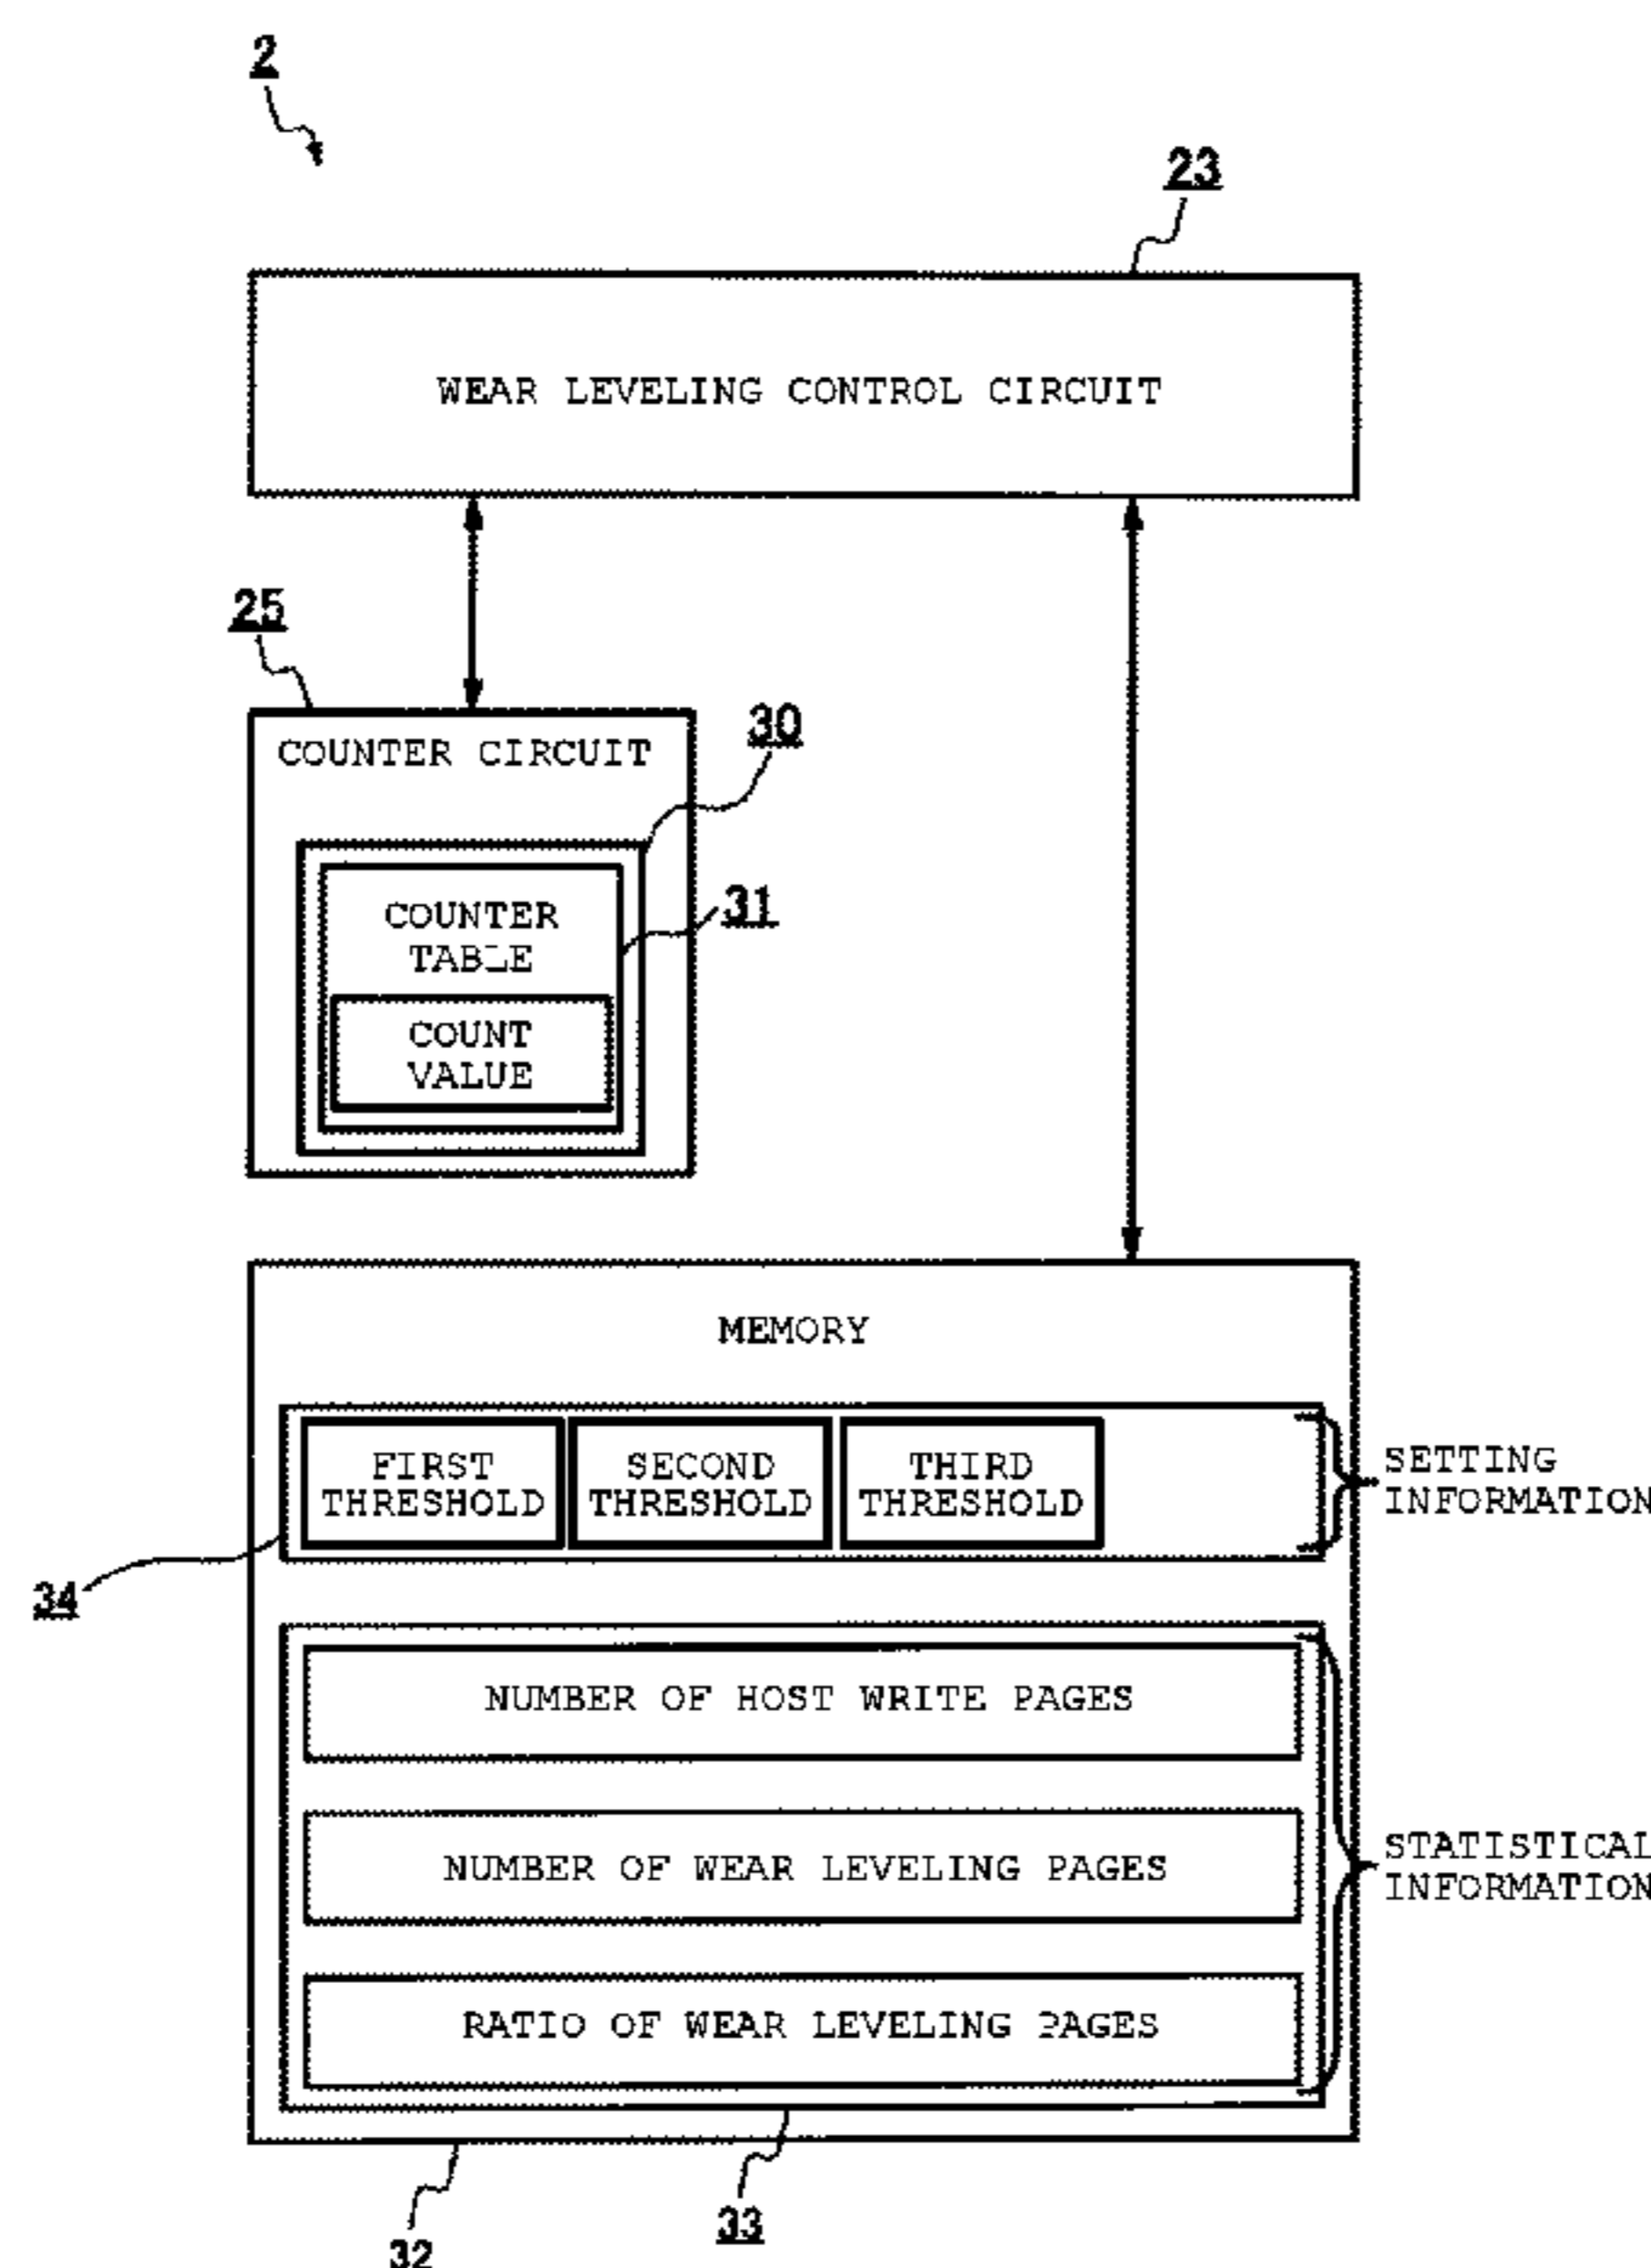 2
23
WEAR LEVELING CONTROL CIRCUIT
25
COUNTER CIRCUIT
30
COUNTER
TABLE
31
COUNT
VALUE
MEMORY
FIRST
THRESHOLD
SECOND
THRESHOLD
THIRD
THRESHOLD
SETTING
INFORMATION
34
NUMBER OF HOST WRITE PAGES
NUMBER OF WEAR LEVELING PAGES
STATISTICAL
INFORMATION
RATIO OF WEAR LEVELING PAGES
32
33